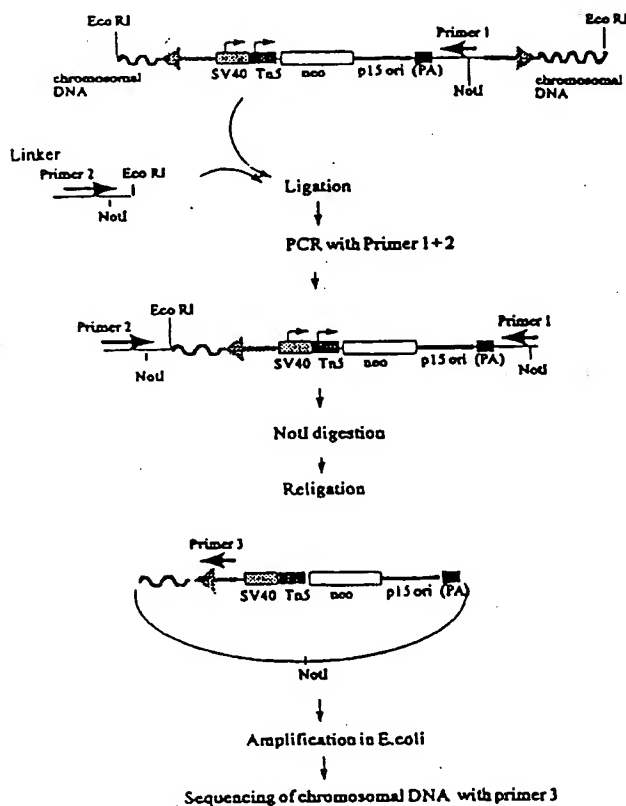 Eco RI
Eco RI
Primer 1
chromosomal DNA
SV40 Tn5 neo p15 ori (PA)
NotI
chromosomal DNA
Linker
Primer 2
Eco RI
NotI
Ligation
PCR with Primer 1+2
Eco RI
Primer 2
Primer 1
NotI
SV40 Tn5 neo p15 ori (PA)
NotI
NotI digestion
Religation
Primer 3
SV40 Tn5 neo p15 ori (PA)
NotI
Amplification in E.coli
Sequencing of chromosomal DNA with primer 3